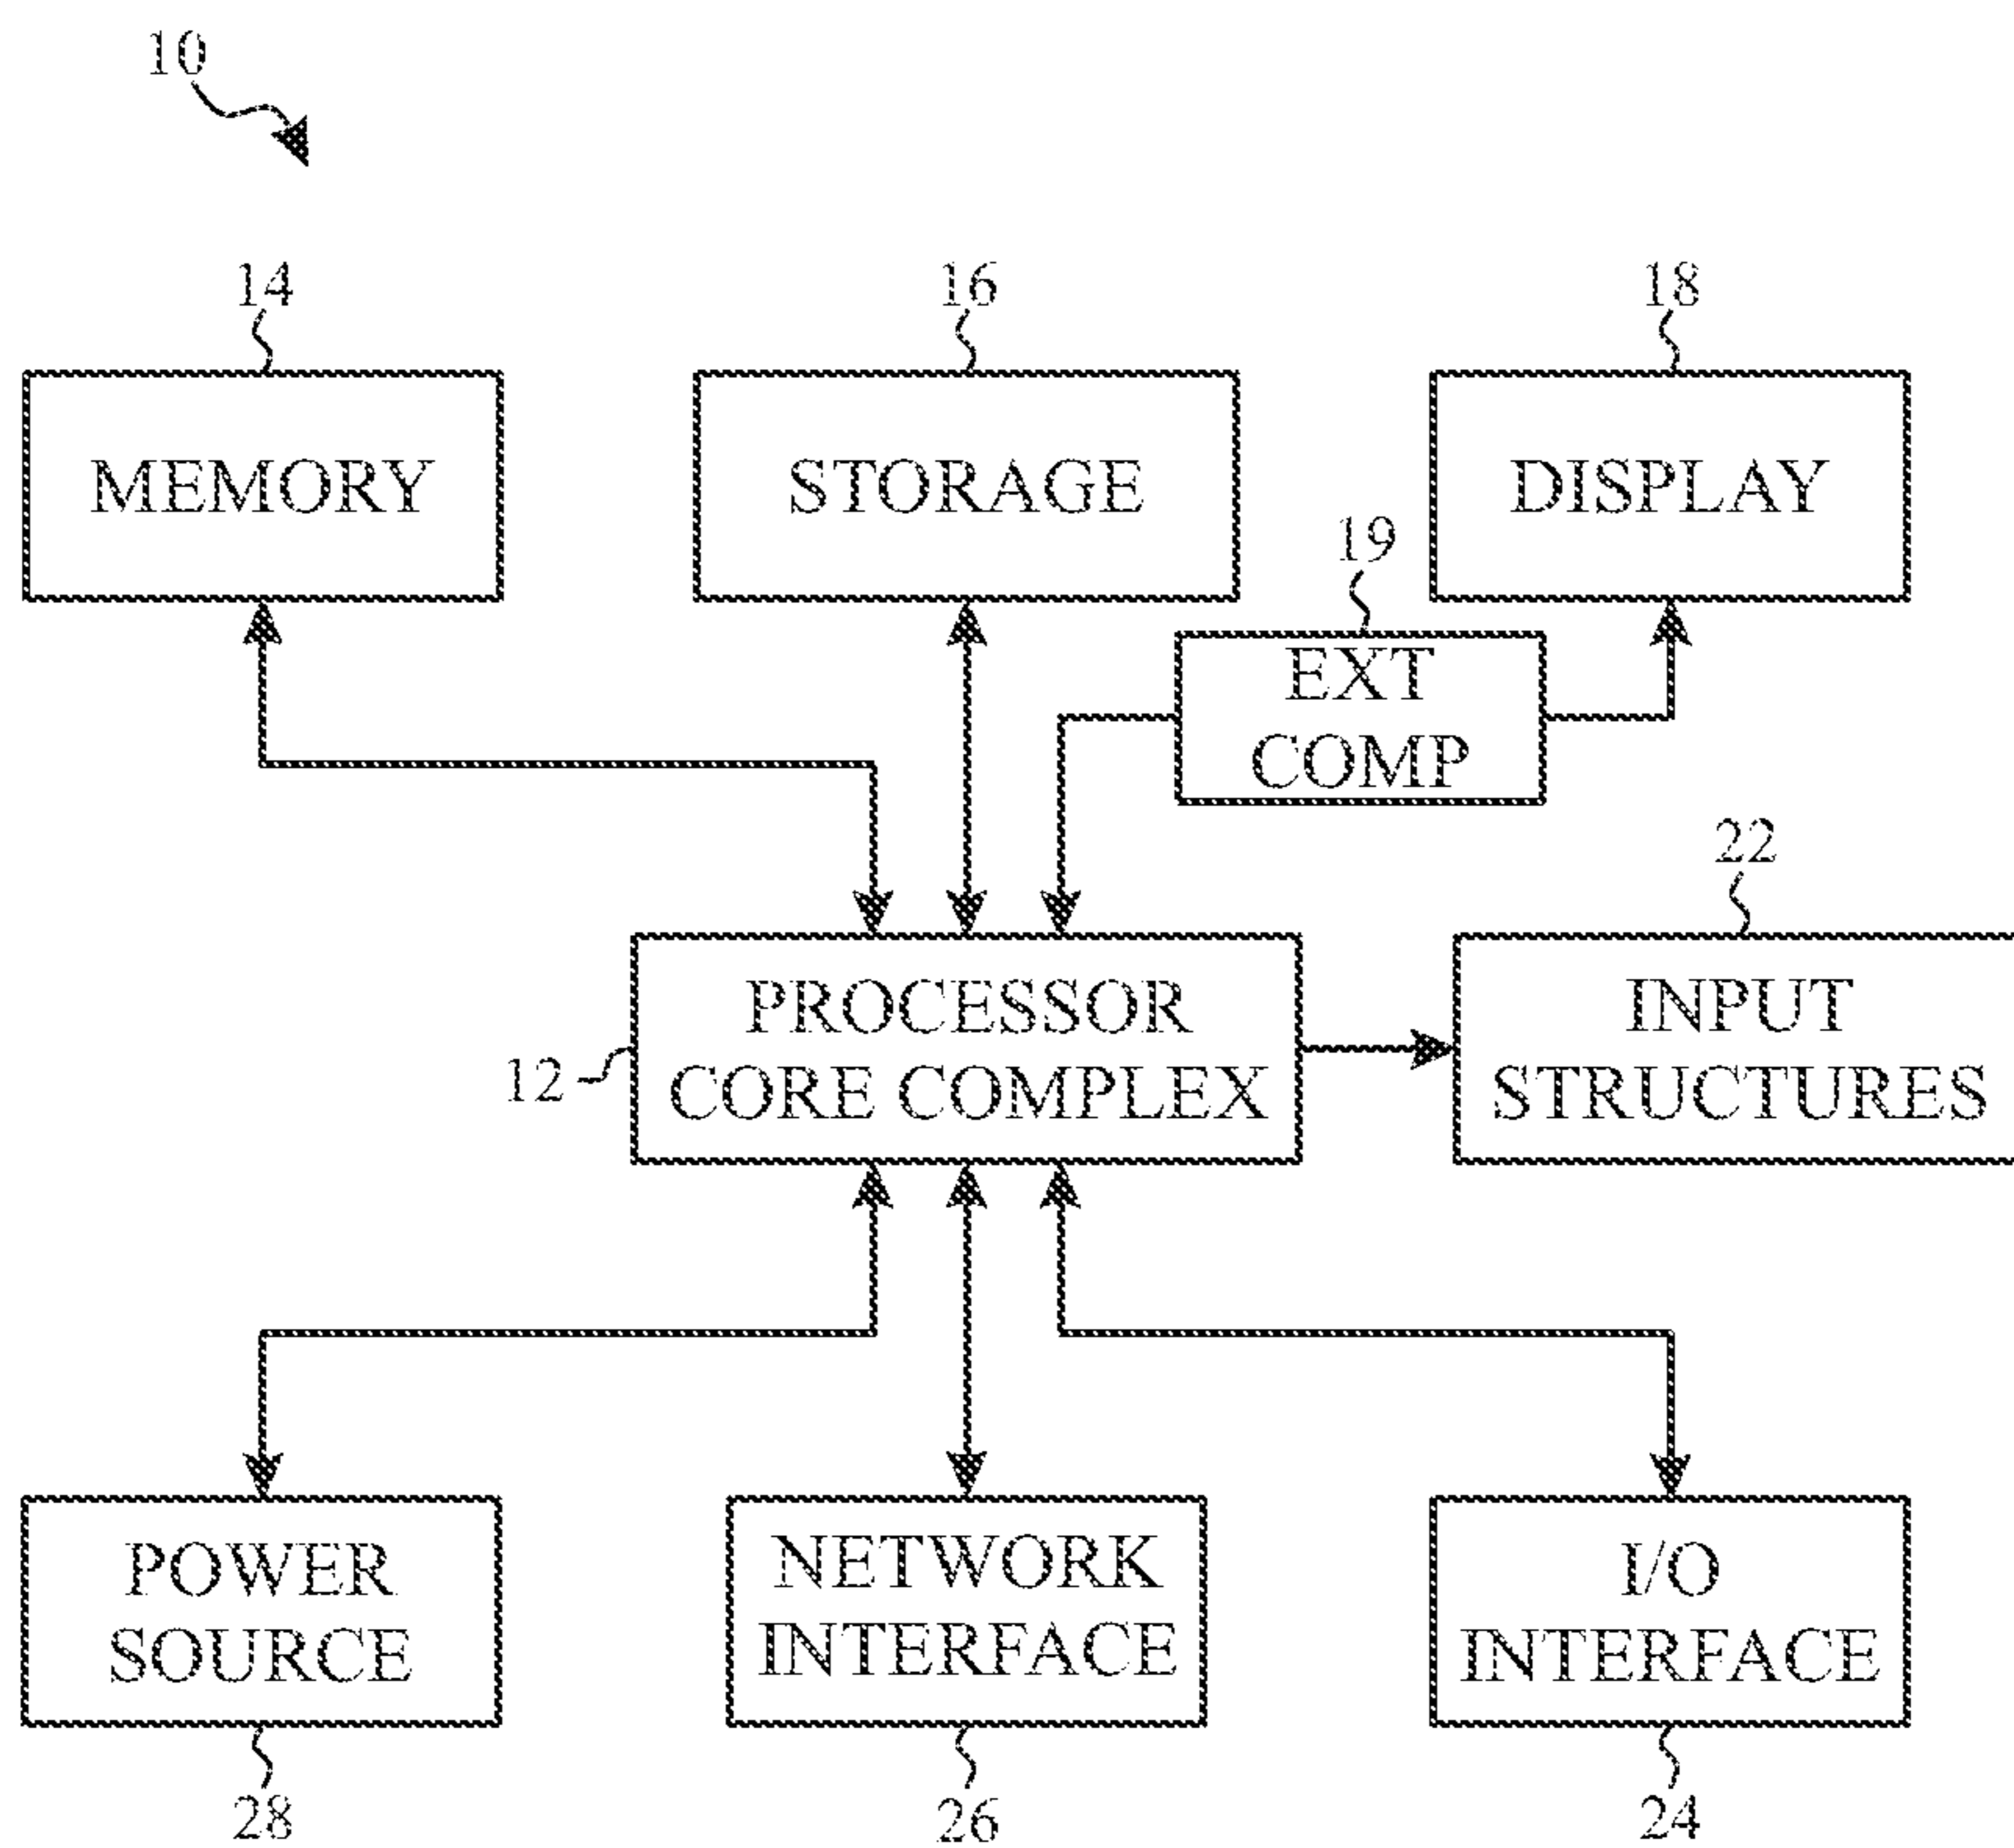 10
14
16
18
MEMORY
STORAGE
DISPLAY
19
EXT
COMP
22
PROCESSOR
CORE COMPLEX
12
INPUT
STRUCTURES
POWER
SOURCE
NETWORK
INTERFACE
I/O
INTERFACE
28
26
24